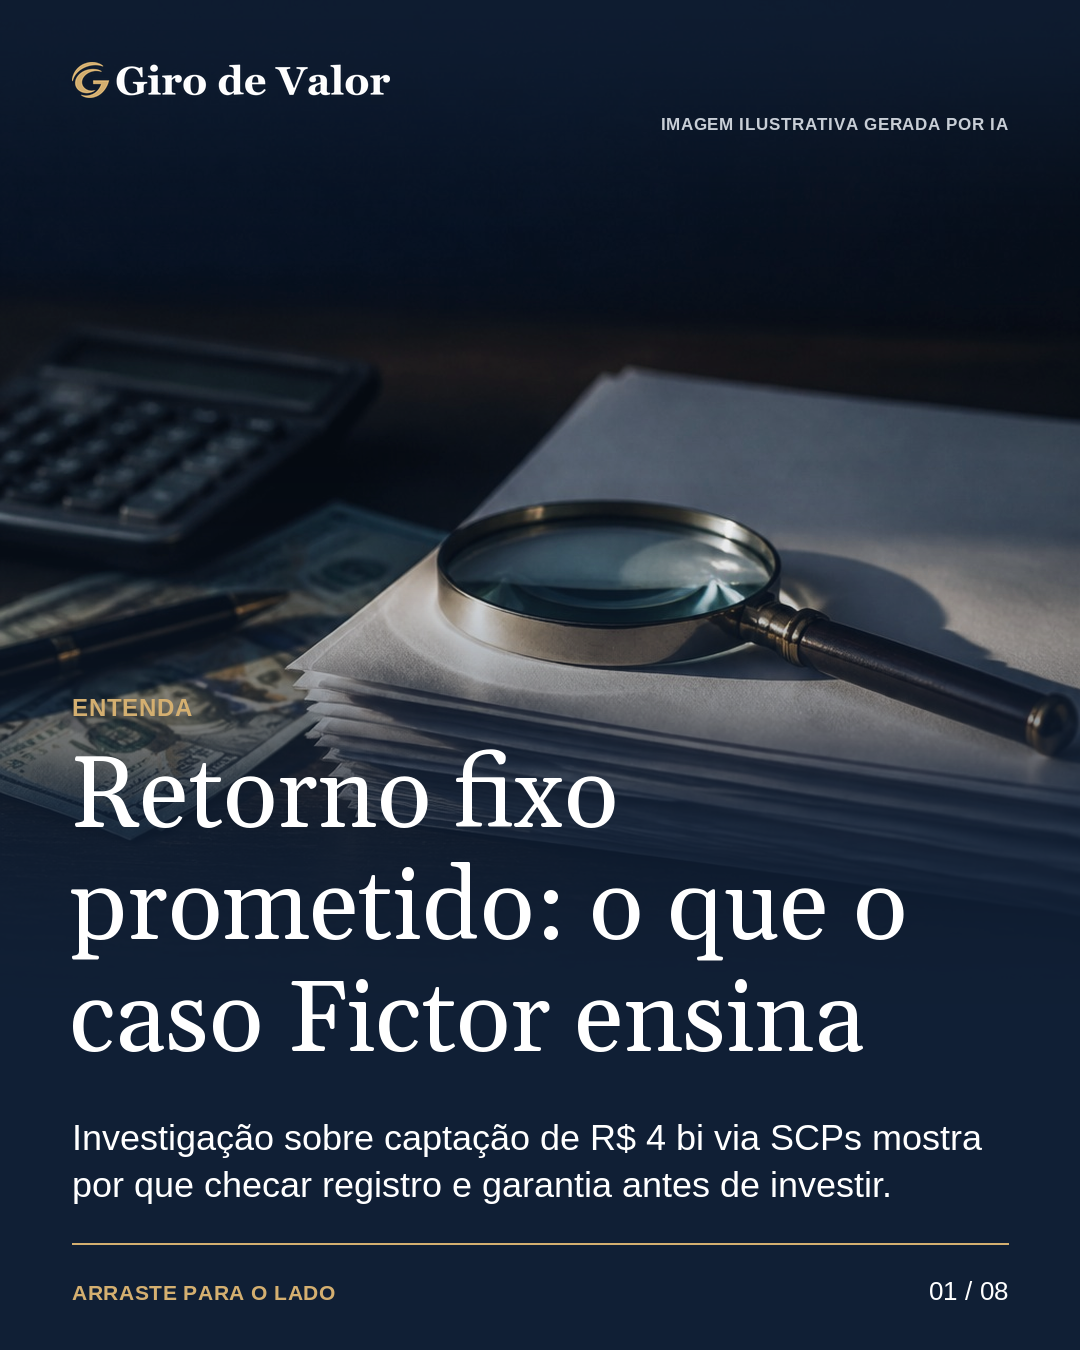 Giro de Valor
IMAGEM ILUSTRATIVA GERADA POR IA
ENTENDA
Retorno fixo
prometido: o que o
caso Fictor ensina
Investigação sobre captação de R$ 4 bi via SCPs mostra
por que checar registro e garantia antes de investir.
ARRASTE PARA O LADO
01 / 08